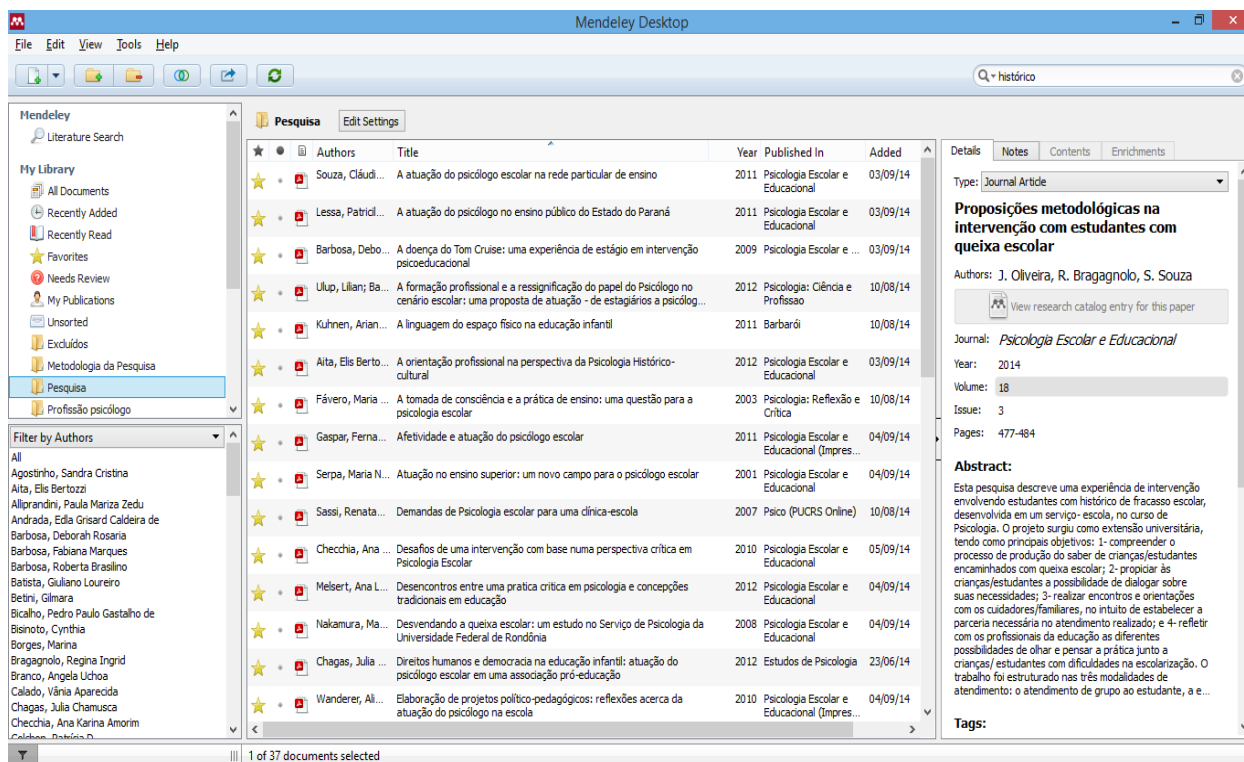 Mendeley Desktop
File Edit View Tools Help
histórico
Mendeley
Literature Search
My Library
All Documents
Recently Added
Recently Read
Favorites
Needs Review
My Publications
Unsorted
Excluídos
Metodologia da Pesquisa
Pesquisa
Profissão psicólogo
Filter by Authors
All
Agostinho, Sandra Cristina
Aita, Elis Bertozzi
Alliprandini, Paula Mariza Zedu
Andrada, Edla Grisard Caldeira de
Barbosa, Deborah Rosaria
Barbosa, Fabiana Marques
Barbosa, Roberta Brasilino
Batista, Giuliano Loureiro
Betini, Gilmara
Bicalho, Pedro Paulo Gastalho de
Bisinoto, Cynthia
Borges, Marina
Bragagnolo, Regina Ingrid
Branco, Angela Uchoa
Calado, Vânia Aparecida
Chagas, Julia Chamusca
Checchia, Ana Karina Amorim
Pesquisa Edit Settings
Authors Title Year Published In Added
Souza, Cláudi... A atuação do psicólogo escolar na rede particular de ensino 2011 Psicologia Escolar e 03/09/14
Educacional
Lessa, Patricil... A atuação do psicólogo no ensino público do Estado do Paraná 2011 Psicologia Escolar e 03/09/14
Educacional
Barbosa, Debo... A doença do Tom Cruise: uma experiência de estágio em intervenção 2009 Psicologia Escolar e ... 03/09/14
psicoeducacional
Ulup, Lilian; Ba... A formação profissional e a ressignificação do papel do Psicólogo no 2012 Psicologia: Ciência e 10/08/14
cenário escolar: uma proposta de atuação - de estagiários a psicólog... Profissao
Kuhnen, Arian... A linguagem do espaço físico na educação infantil 2011 Barbarói 10/08/14
Aita, Elis Berto... A orientação profissional na perspectiva da Psicologia Histórico- 2012 Psicologia Escolar e 03/09/14
cultural Educacional
Fávero, Maria ... A tomada de consciência e a prática de ensino: uma questão para a 2003 Psicologia: Reflexão e 10/08/14
psicologia escolar Crítica
Gaspar, Ferna... Afetividade e atuação do psicólogo escolar 2011 Psicologia Escolar e 04/09/14
Educacional (Impres...
Serpa, Maria N... Atuação no ensino superior: um novo campo para o psicólogo escolar 2001 Psicologia Escolar e 04/09/14
Educacional
Sassi, Renata... Demandas de Psicologia escolar para uma clínica-escola 2007 Psico (PUCRS Online) 10/08/14
Checchia, Ana ... Desafios de uma intervenção com base numa perspectiva crítica em 2010 Psicologia Escolar e 05/09/14
Psicologia Escolar Educacional
Melsert, Ana L... Desencontros entre uma pratica critica em psicologia e concepções 2012 Psicologia Escolar e 04/09/14
tradicionais em educação Educacional
Nakamura, Ma... Desvendando a queixa escolar: um estudo no Serviço de Psicologia da 2008 Psicologia Escolar e 04/09/14
Universidade Federal de Rondônia Educacional
Chagas, Julia ... Direitos humanos e democracia na educação infantil: atuação do 2012 Estudos de Psicologia 23/06/14
psicólogo escolar em uma associação pró-educação
Wanderer, Ali... Elaboração de projetos político-pedagógicos: reflexões acerca da 2010 Psicologia Escolar e 04/09/14
atuação do psicólogo na escola Educacional (Impres...
Details Notes Contents Enrichments
Type: Journal Article
Proposições metodológicas na
intervenção com estudantes com
queixa escolar
Authors: J. Oliveira, R. Bragagnolo, S. Souza
View research catalog entry for this paper
Journal: Psicologia Escolar e Educacional
Year: 2014
Volume: 18
Issue: 3
Pages: 477-484
Abstract:
Esta pesquisa descreve uma experiência de intervenção
envolvendo estudantes com histórico de fracasso escolar,
desenvolvida em um serviço- escola, no curso de
Psicologia. O projeto surgiu como extensão universitária,
tendo como principais objetivos: 1- compreender o
processo de produção do saber de crianças/estudantes
encaminhados com queixa escolar; 2- propiciar às
crianças/estudantes a possibilidade de dialogar sobre
suas necessidades; 3- realizar encontros e orientações
com os cuidadores/familiares, no intuito de estabelecer a
parceria necessária no atendimento realizado; e 4- refletir
com os profissionais da educação as diferentes
possibilidades de olhar e pensar a prática junto a
crianças/ estudantes com dificuldades na escolarização. O
trabalho foi estruturado nas três modalidades de
atendimento: o atendimento de grupo ao estudante, a e...
Tags:
1 of 37 documents selected